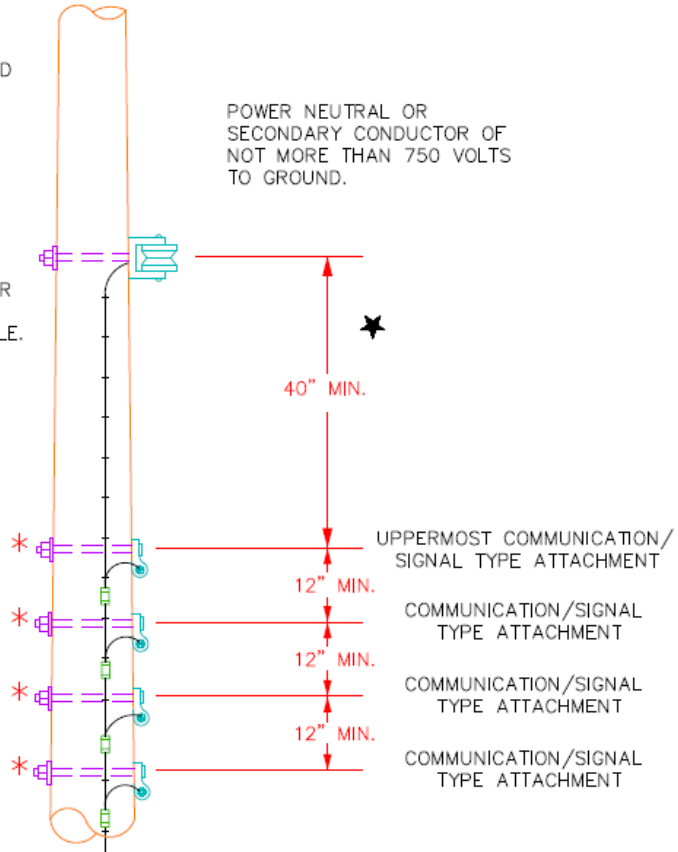 D
POWER NEUTRAL OR
SECONDARY CONDUCTOR OF
NOT MORE THAN 750 VOLTS
TO GROUND.
R
LE.
40" MIN.
UPPERMOST COMMUNICATION/
SIGNAL TYPE ATTACHMENT
12" MIN.
COMMUNICATION/SIGNAL
TYPE ATTACHMENT
12" MIN.
COMMUNICATION/SIGNAL
TYPE ATTACHMENT
12" MIN.
COMMUNICATION/SIGNAL
TYPE ATTACHMENT